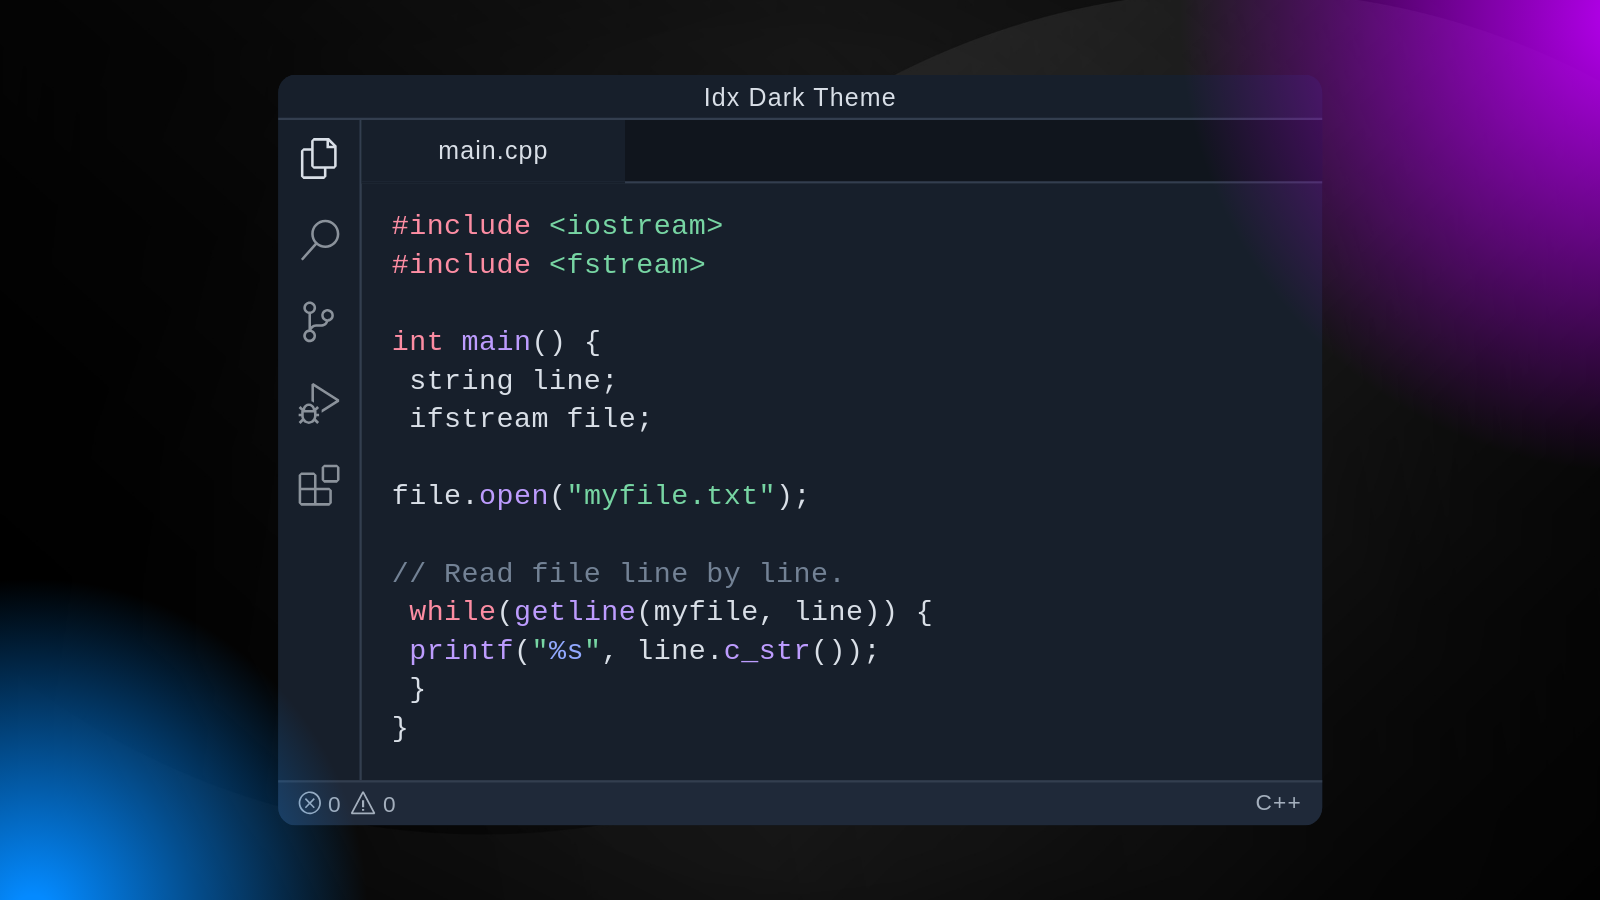 Idx Dark Theme
main.cpp
#include <iostream>
#include <fstream>
int main() {
string line;
ifstream file;
file.open("myfile.txt");
// Read file line by line.
while(getline(myfile, line)) {
printf("%s", line.c_str());
}
}
0 0 C++